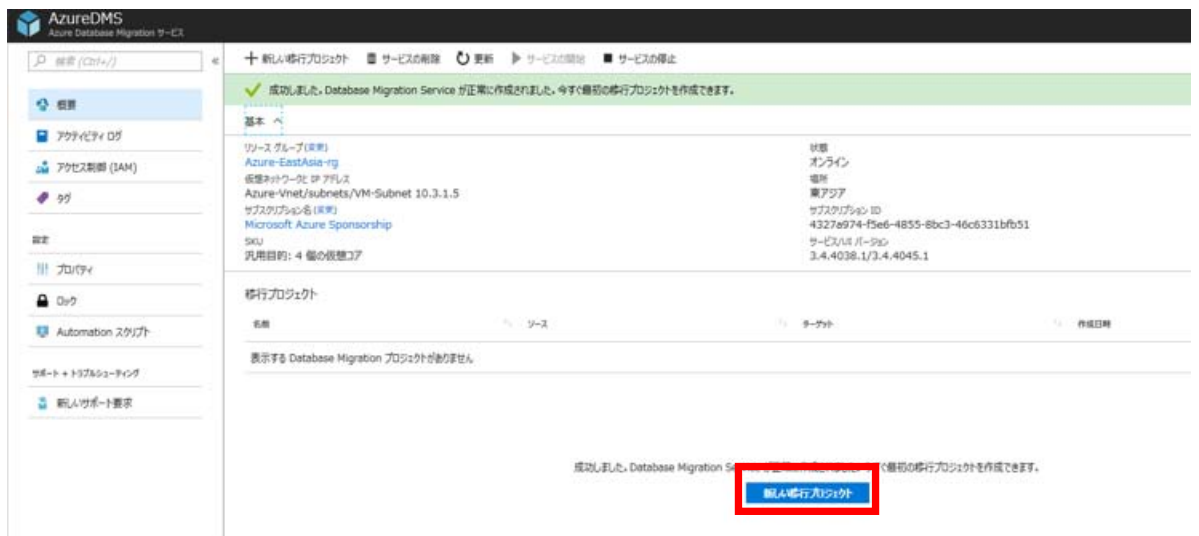 AzureDMS
Azure Database Migration サービス
検索 (Ctrl+/)
概要
アクティビティ ログ
アクセス制御 (IAM)
タグ
設定
プロパティ
ロック
Automation スクリプト
サポート + トラブルシューティング
新しいサポート要求
新しい移行プロジェクト サービスの削除 更新 サービスの開始 サービスの停止
成功しました。Database Migration Service が正常に作成されました。今すぐ最初の移行プロジェクトを作成できます。
基本
リソース グループ (変更)
Azure-EastAsia-rg
仮想ネットワークと IP アドレス
Azure-Vnet/subnets/VM-Subnet 10.3.1.5
サブスクリプション名 (変更)
Microsoft Azure Sponsorship
SKU
汎用目的: 4 個の仮想コア
状態
オンライン
場所
東アジア
サブスクリプション ID
4327a974-f5e6-4855-8bc3-46c6331bfb51
サービス/UI バージョン
3.4.4038.1/3.4.4045.1
移行プロジェクト
名前 ソース ターゲット 作成日時
表示する Database Migration プロジェクトがありません
成功しました。Database Migration Se ぐ最初の移行プロジェクトを作成できます。
新しい移行プロジェクト